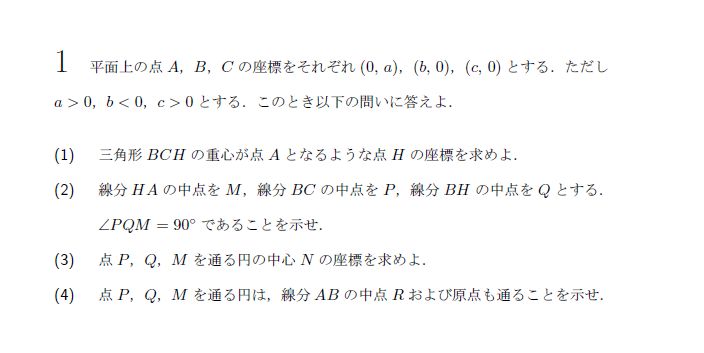 1 平面上の点 A，B，C の座標をそれぞれ (0, a)，(b, 0)，(c, 0) とする．ただし
a > 0，b < 0，c > 0 とする．このとき以下の問いに答えよ．
(1) 三角形 BCH の重心が点 A となるような点 H の座標を求めよ．
(2) 線分 HA の中点を M，線分 BC の中点を P，線分 BH の中点を Q とする．
∠PQM = 90° であることを示せ．
(3) 点 P，Q，M を通る円の中心 N の座標を求めよ．
(4) 点 P，Q，M を通る円は，線分 AB の中点 R および原点も通ることを示せ．